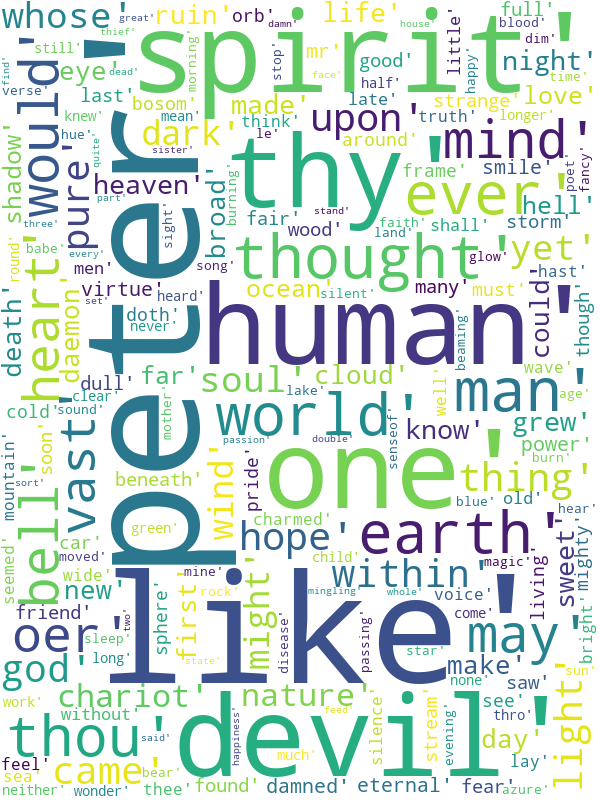 whose'
great'
ruin'
orb'
damn'
life'
full'
blood'
dim'
thief'
still'
spirit'
morning'
stop'
mr'
little'
night'
house'
happy'
find'
verse'
dead'
eye'
last'
bosom'
made'
face'
half'
good'
time'
late'
strange'
love'
would'
knew'
mean'
think'
upon'
truth'
longer'
hue'
quite'
dark'
le'
around'
mind'
shadow'
sister'
thy'
smile'
poet'
fancy'
pure'
part'
heaven'
broad'
burning'
frame'
ever'
hell'
three'
every'
sight'
fair'
stand'
faith'
shall'
storm'
babe'
wood'
land'
round'
heart'
men'
song'
thought'
glow'
yet'
set'
virtue'
heard'
ocean'
silent'
many'
must'
hast'
death'
daemon'
doth'
never'
peter'
human'
could'
though'
beaming'
dull'
far'
soul'
cloud'
lake'
wave'
clear'
well'
man'
age'
cold'
sound'
vast'
mother'
world'
know'
grew'
passion'
double'
senseof'
power'
soon'
one'
thing'
burn'
mountain'
sort'
beneath'
wind'
pride'
blue'
old'
hear'
bell'
green'
charmed'
hope'
earth'
sweet'
mighty'
car'
moved'
child'
magic'
seemed'
wide'
new'
mine'
like'
mingling'
within'
whole'
voice'
living'
bright'
friend'
first'
rock'
might'
disease'
passing'
come'
oer'
two'
sphere'
star'
may'
sleep'
state'
long'
make'
none'
saw'
god'
sun'
chariot'
nature'
see'
thro'
work'
without'
silence'
stream'
evening'
day'
light'
thou'
said'
happiness'
feed'
devil'
much'
feel'
lay'
sea'
came'
bear'
neither'
wonder'
thee'
found'
damned'
eternal'
fear'
azure'